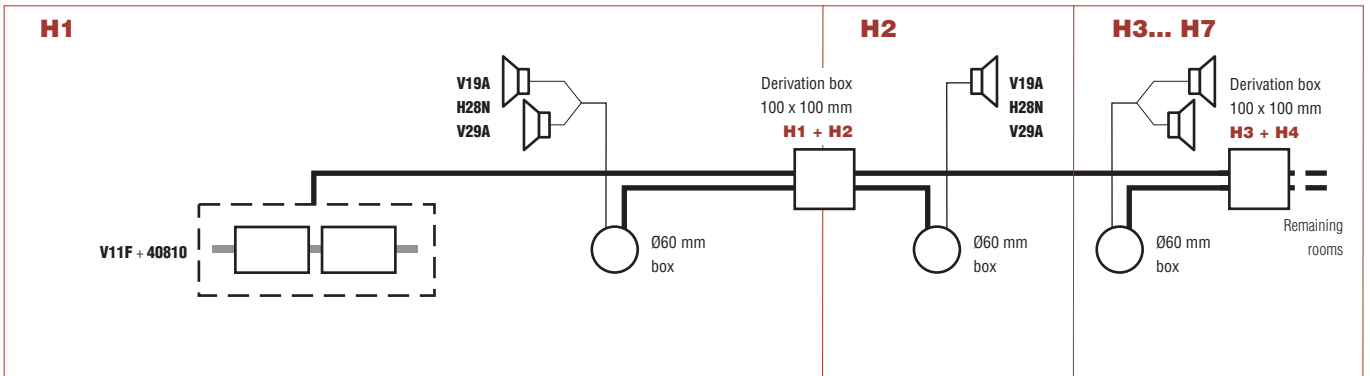 H1
H2
H3... H7
V19A
H28N
V29A
Derivation box
100 x 100 mm
H1 + H2
V19A
H28N
V29A
Derivation box
100 x 100 mm
H3 + H4
V11F + 40810
Ø60 mm
box
Ø60 mm
box
Ø60 mm
box
Remaining
rooms